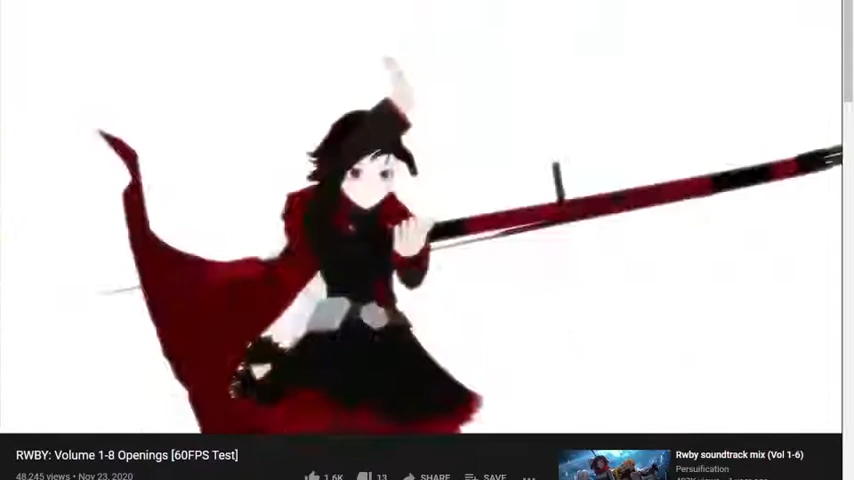 RWBY: Volume 1-8 Openings [60FPS Test]
48,245 views • Nov 23, 2020
1.6K
13
SHARE
SAVE
Rwby soundtrack mix (Vol 1-6)
Persuification